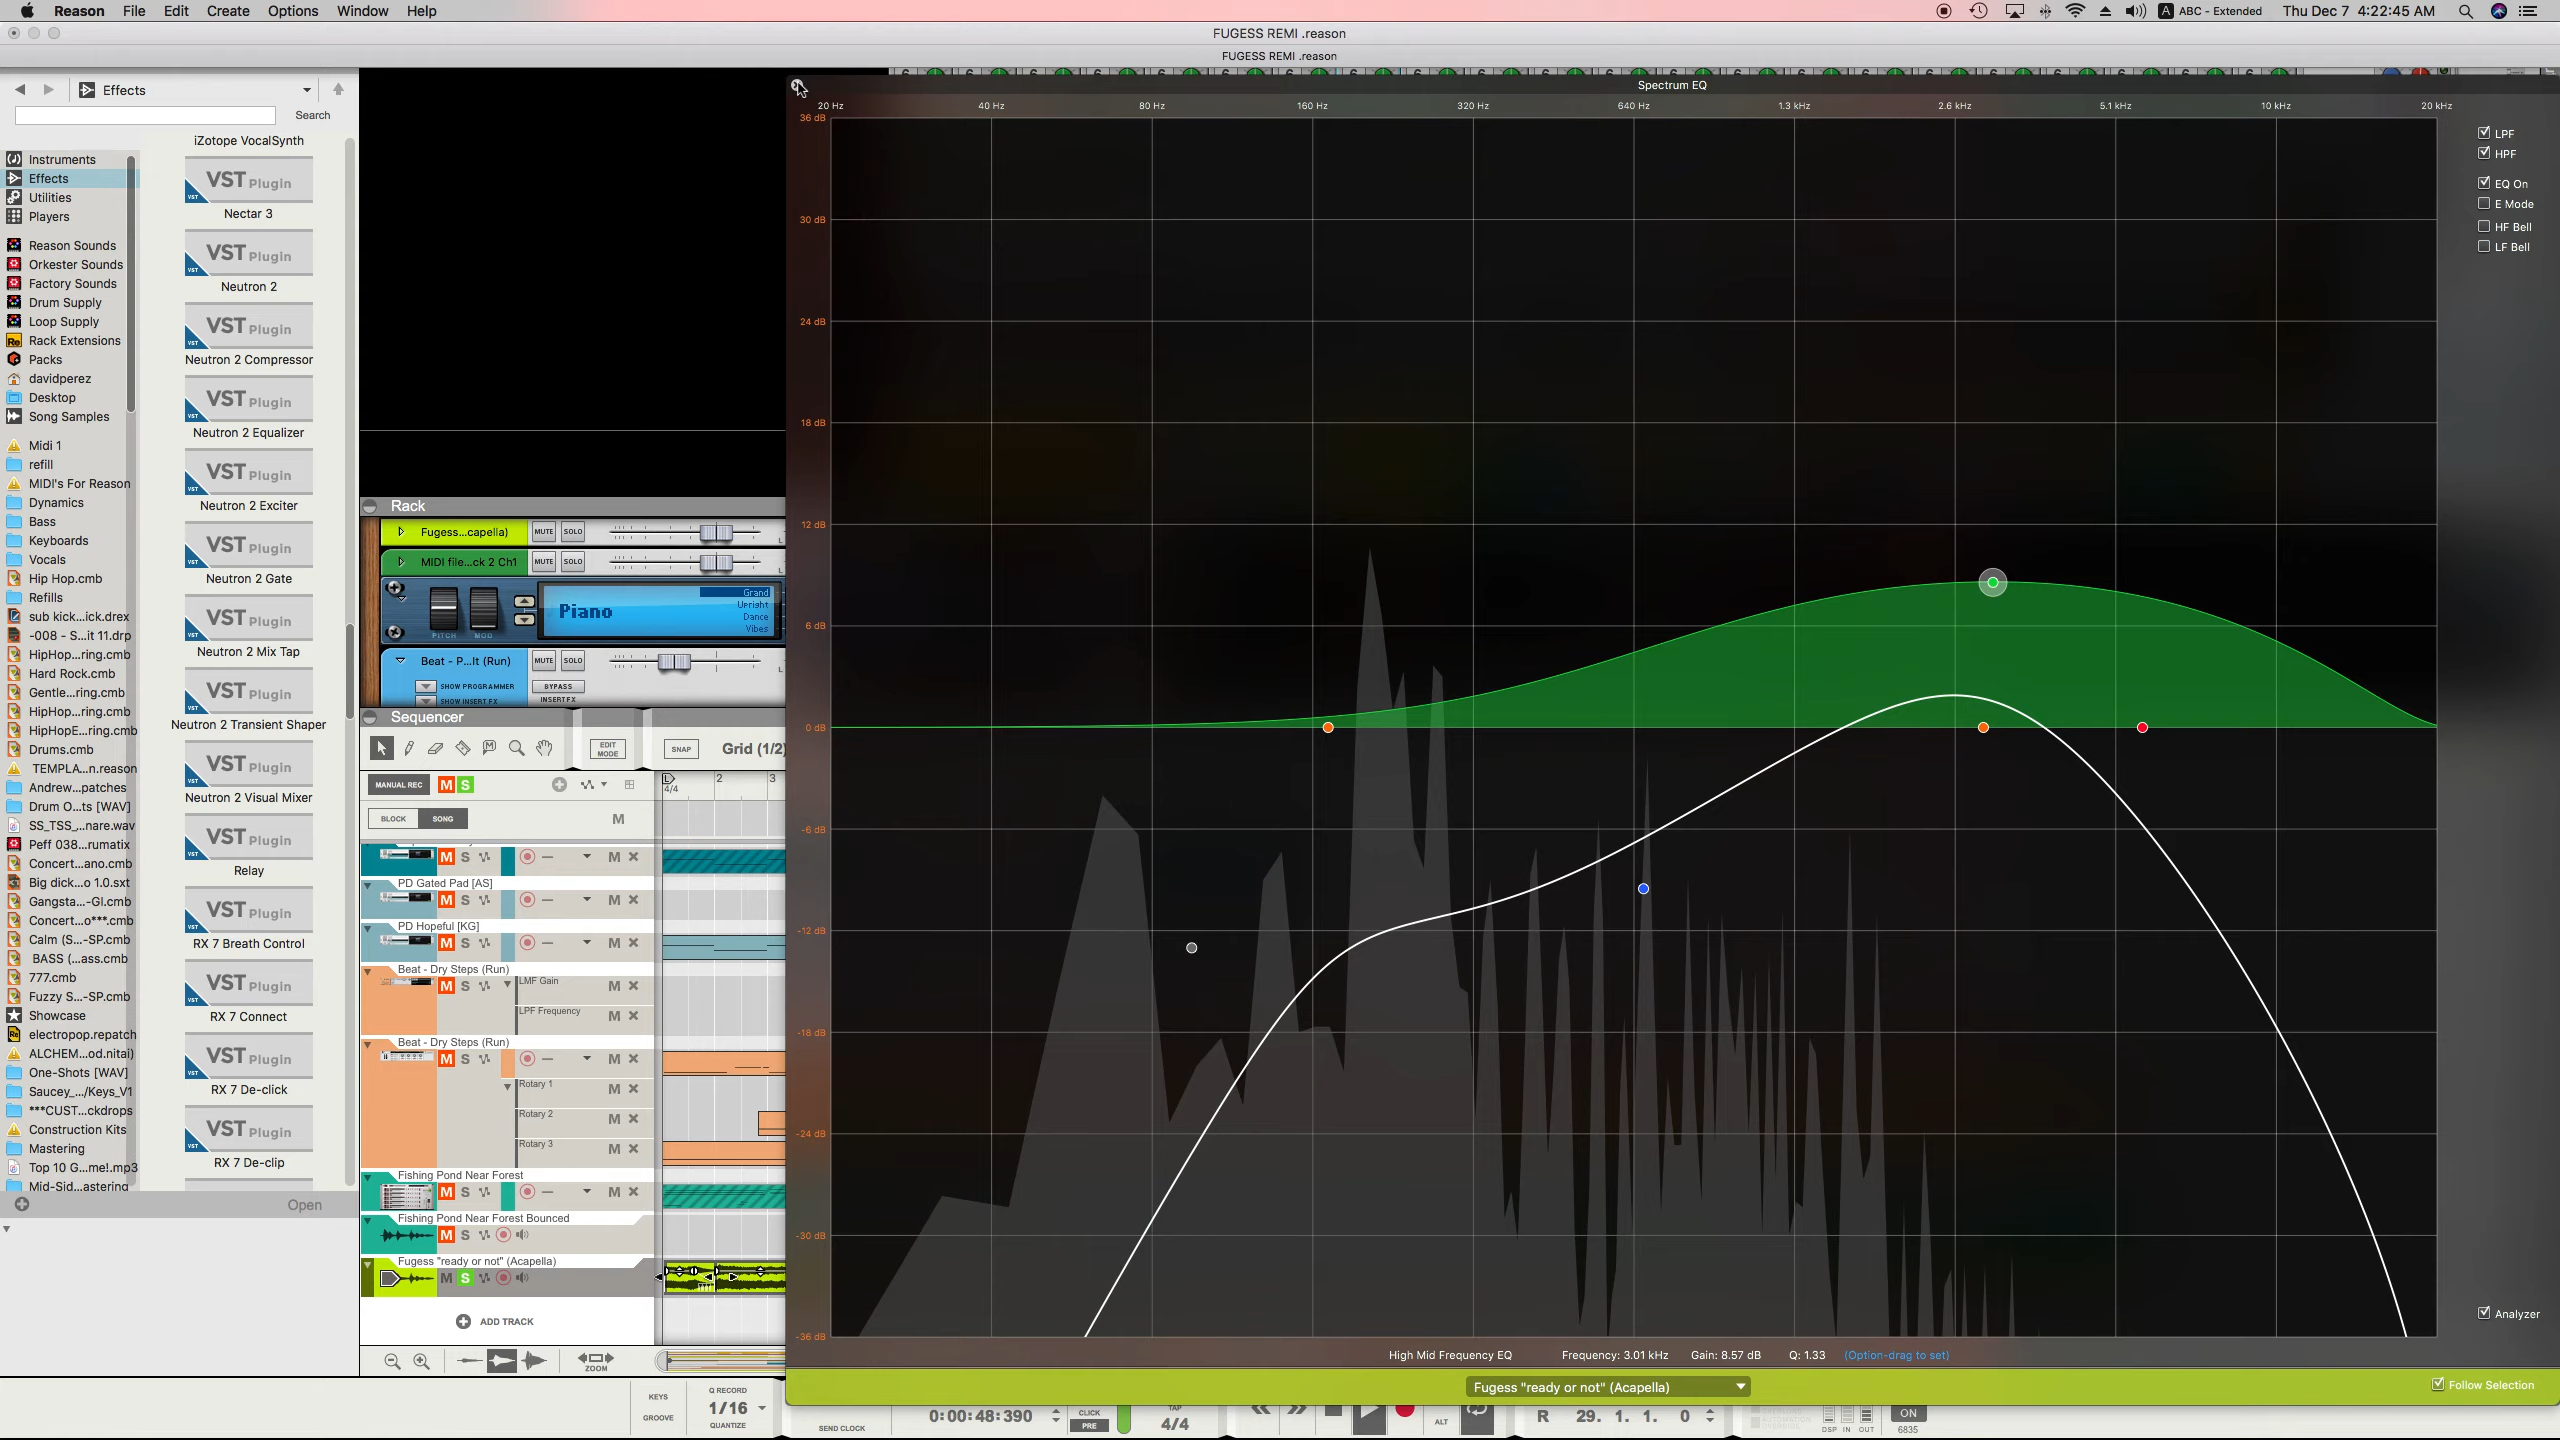 Reason File Edit Create Options Window Help
ABC - Extended Thu Dec 7 4:22:45 AM
FUGESS REMI .reason
FUGESS REMI .reason
Effects
Search
Instruments
Effects
Utilities
Players
Reason Sounds
Orkester Sounds
Factory Sounds
Drum Supply
Loop Supply
Rack Extensions
Packs
davidperez
Desktop
Song Samples
Midi 1
refill
MIDI's For Reason
Dynamics
Bass
Keyboards
Vocals
Hip Hop.cmb
Refills
sub kick...ick.drex
-008 - S...it 11.drp
HipHop...ring.cmb
Hard Rock.cmb
Gentle...ring.cmb
HipHop...ring.cmb
HipHopE...ring.cmb
Drums.cmb
TEMPLA...n.reason
Andrew...patches
Drum O...ts [WAV]
SS_TSS_...nare.wav
Peff 038...rumatix
Concert...ano.cmb
Big dick...o 1.0.sxt
Gangsta...-Gl.cmb
Concert...o***.cmb
Calm (S...-SP.cmb
BASS (...ass.cmb
777.cmb
Fuzzy S...-SP.cmb
Showcase
electropop.repatch
ALCHEM...od.nitai)
One-Shots [WAV]
Saucey_.../Keys_V1
***CUST...ckdrops
Construction Kits
Mastering
Top 10 G...me!.mp3
Mid-Sid...astering
Open
iZotope VocalSynth
VST Plugin
Nectar 3
VST Plugin
Neutron 2
VST Plugin
Neutron 2 Compressor
VST Plugin
Neutron 2 Equalizer
VST Plugin
Neutron 2 Exciter
VST Plugin
Neutron 2 Gate
VST Plugin
Neutron 2 Mix Tap
VST Plugin
Neutron 2 Transient Shaper
VST Plugin
Neutron 2 Visual Mixer
VST Plugin
Relay
VST Plugin
RX 7 Breath Control
VST Plugin
RX 7 Connect
VST Plugin
RX 7 De-click
VST Plugin
RX 7 De-clip
Rack
Fugess...capella) MUTE SOLO
MIDI file...ck 2 Ch1 MUTE SOLO
PITCH MOD
Piano
Grand
Upright
Dance
Vibes
Beat - P...lt (Run) MUTE SOLO
SHOW PROGRAMMER BYPASS
SHOW INSERT FX INSERT FX
Sequencer
EDIT MODE SNAP Grid (1/2)
MANUAL REC M S
L 2 3
4/4
BLOCK SONG M
M S M
PD Gated Pad [AS]
M S M
PD Hopeful [KG]
M S M
Beat - Dry Steps (Run)
M S LMF Gain M
LPF Frequency M
Beat - Dry Steps (Run)
M S M
Rotary 1 M
Rotary 2 M
Rotary 3 M
Fishing Pond Near Forest
M S M
Fishing Pond Near Forest Bounced
M S
Fugess "ready or not" (Acapella)
M S
ADD TRACK
ZOOM
Spectrum EQ
20 Hz 40 Hz 80 Hz 160 Hz 320 Hz 640 Hz 1.3 kHz 2.6 kHz 5.1 kHz 10 kHz 20 kHz
36 dB
30 dB
24 dB
18 dB
12 dB
6 dB
0 dB
-6 dB
-12 dB
-18 dB
-24 dB
-30 dB
-36 dB
LPF
HPF
EQ On
E Mode
HF Bell
LF Bell
Analyzer
High Mid Frequency EQ Frequency: 3.01 kHz Gain: 8.57 dB Q: 1.33 (Option-drag to set)
Fugess "ready or not" (Acapella)
Follow Selection
KEYS
GROOVE
Q RECORD
1/16
QUANTIZE
SEND CLOCK
0:00:48:390
CLICK
PRE
TAP
4/4
ALT
R 29. 1. 1. 0
DSP IN OUT
ON
6835